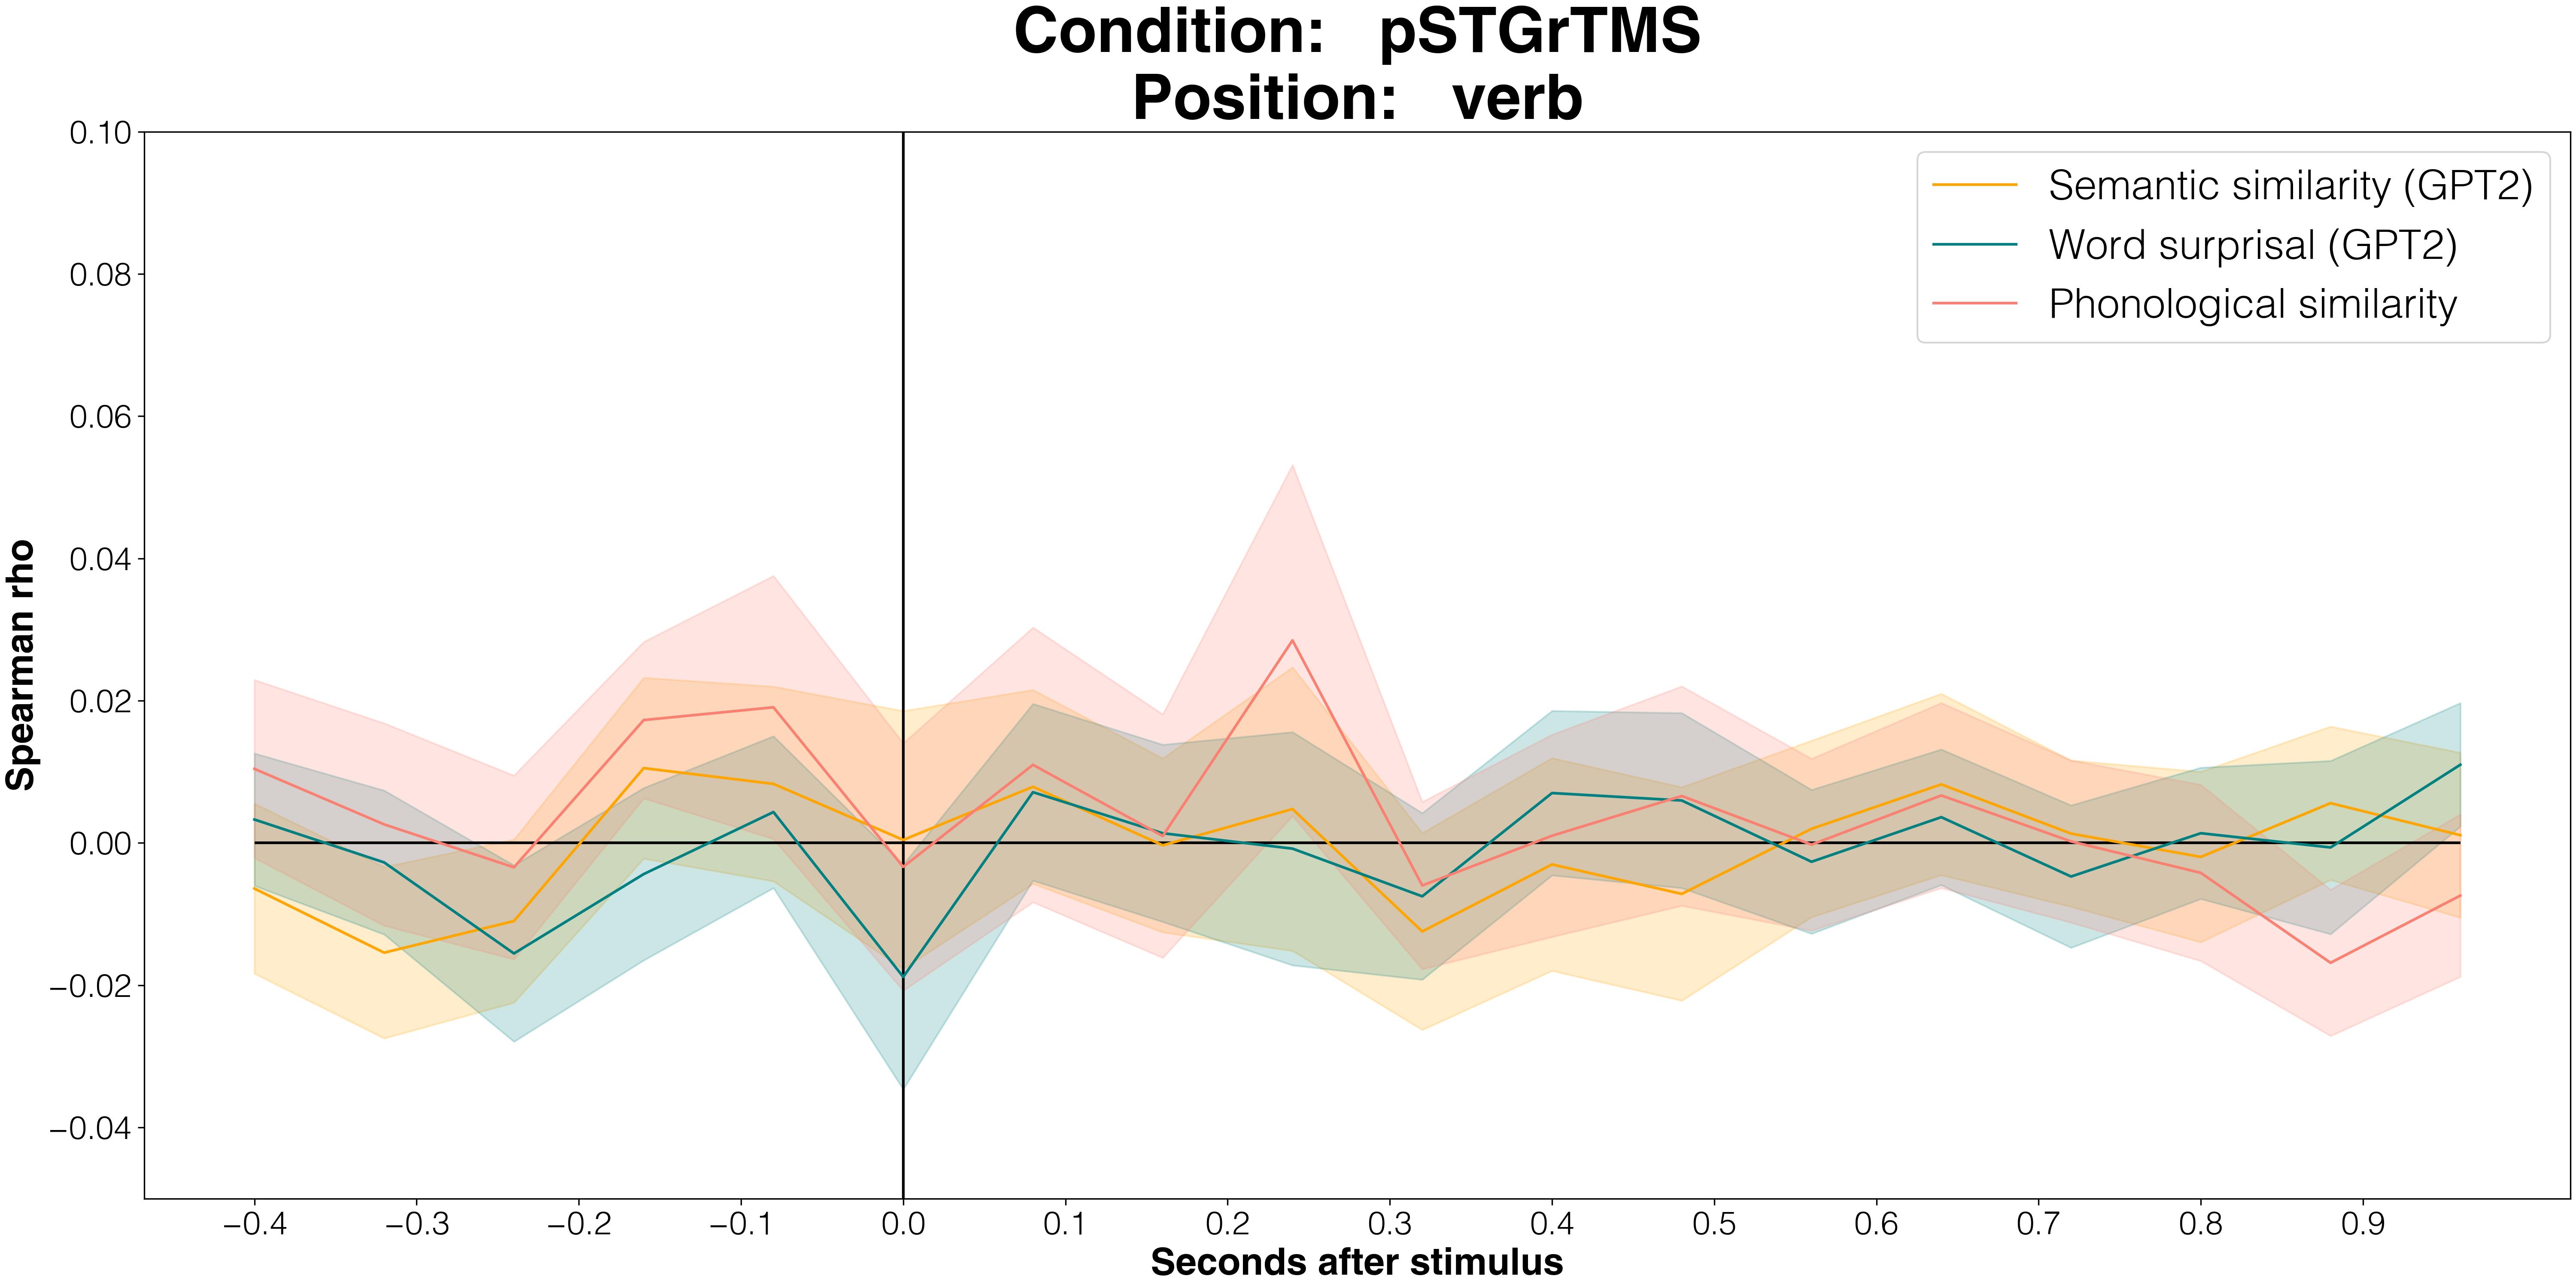 Condition: pSTGrTMS
Position: verb
0.10
0.08
0.06
0.04
0.02
0.00
−0.02
−0.04
Spearman rho
Semantic similarity (GPT2)
Word surprisal (GPT2)
Phonological similarity
−0.4 −0.3 −0.2 −0.1 0.0 0.1 0.2 0.3 0.4 0.5 0.6 0.7 0.8 0.9
Seconds after stimulus